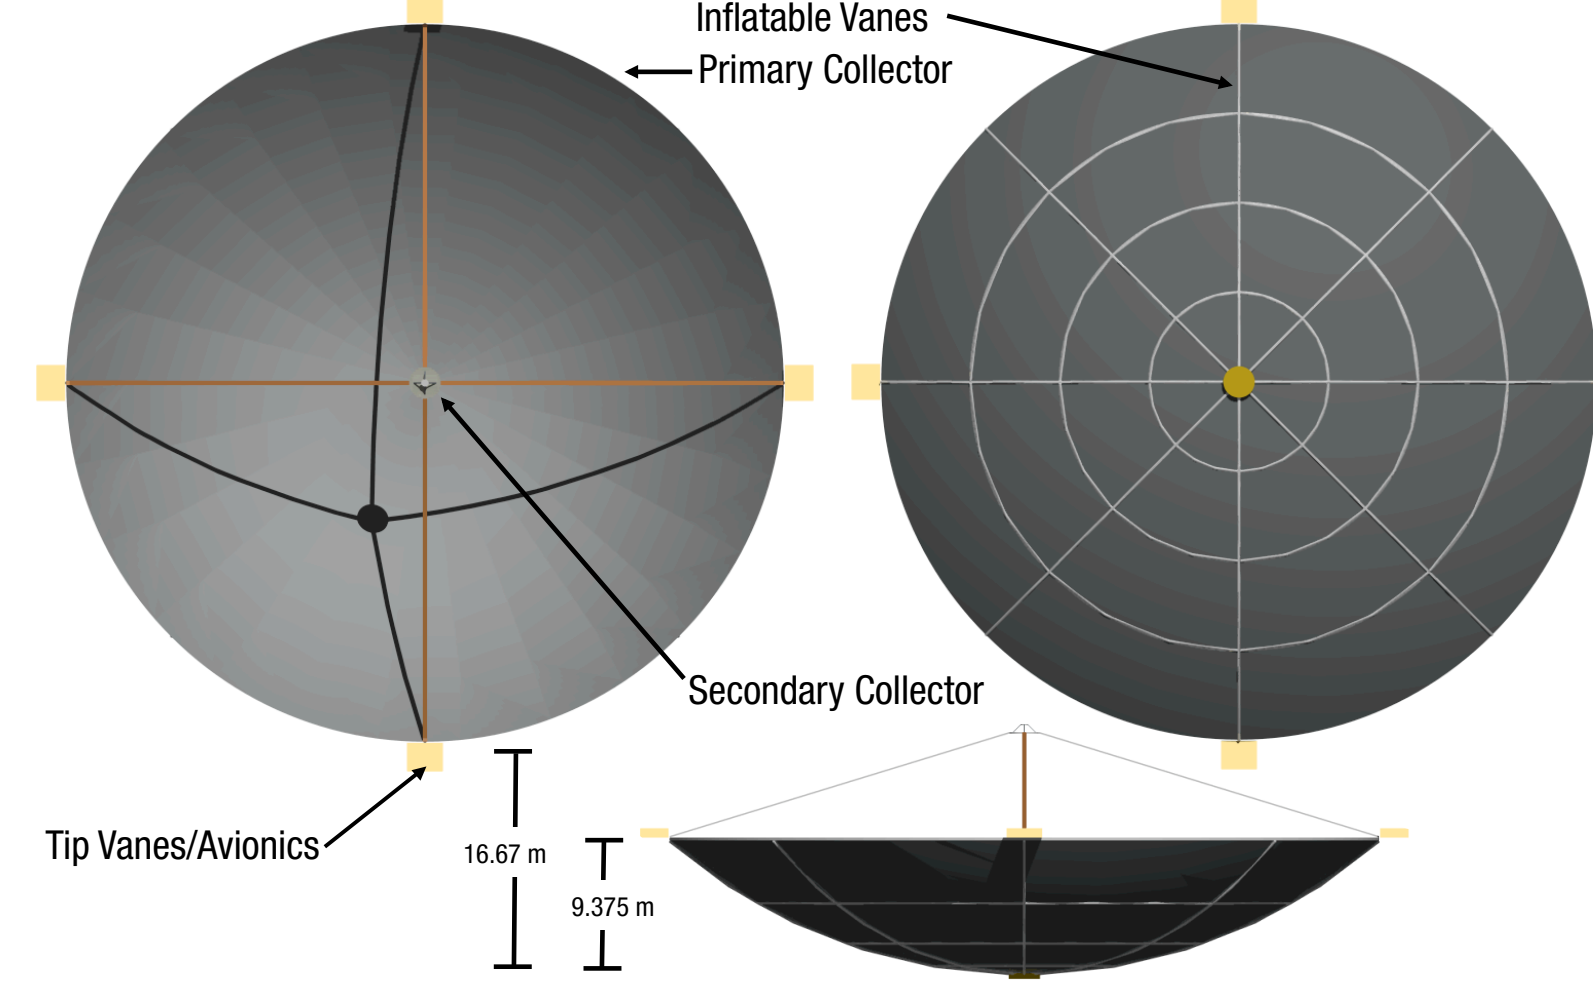 Inflatable Vanes
Primary Collector
Secondary Collector
Tip Vanes/Avionics
16.67 m
9.375 m